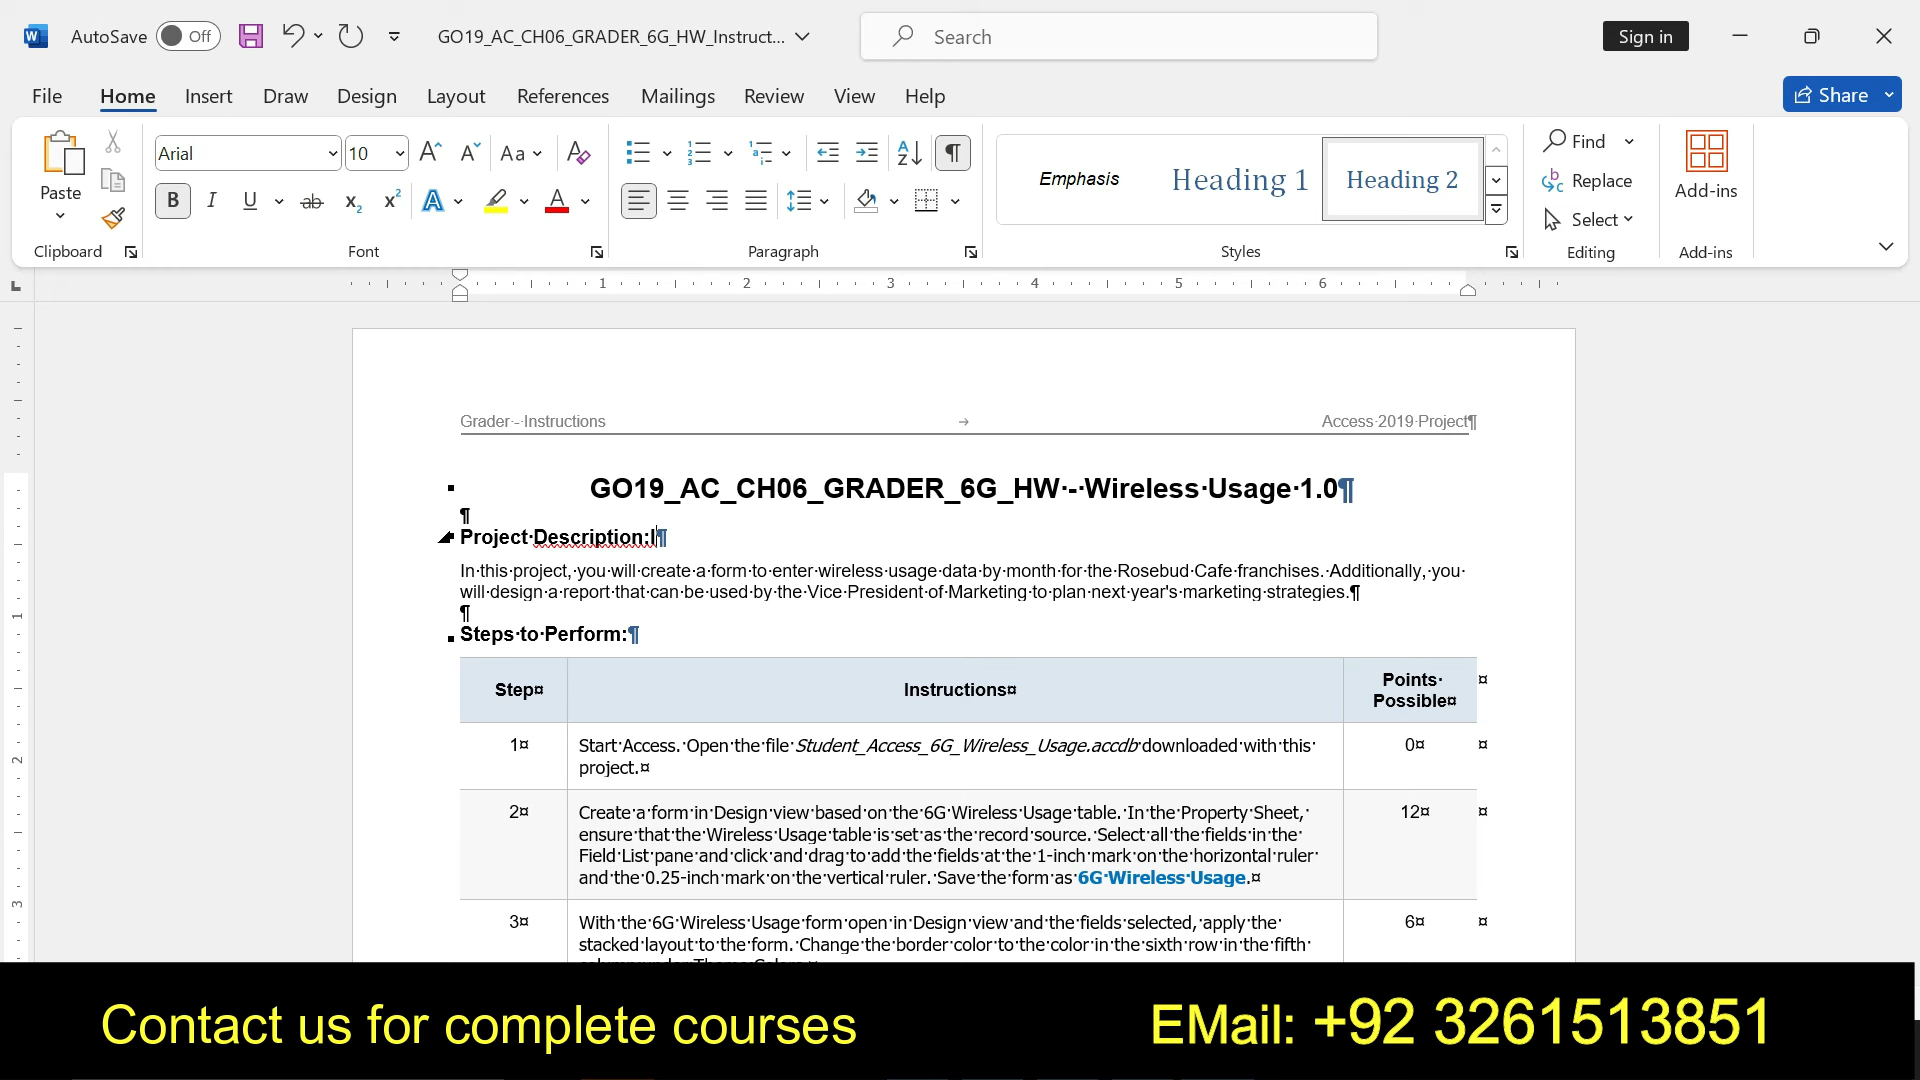 AutoSave Off GO19_AC_CH06_GRADER_6G_HW_Instruct... Search Sign in
File Home Insert Draw Design Layout References Mailings Review View Help Share
Paste Arial 10 Aa Emphasis Heading 1 Heading 2 Find Replace Select Add-ins
B I U ab x₂ x² A A
Clipboard Font Paragraph Styles Editing Add-ins
1 2 3 4 5 6
Grader - Instructions → Access 2019 Project¶
GO19_AC_CH06_GRADER_6G_HW - Wireless Usage 1.0¶
¶
Project Description:I¶
In this project, you will create a form to enter wireless usage data by month for the Rosebud Cafe franchises. Additionally, you
will design a report that can be used by the Vice President of Marketing to plan next year's marketing strategies.¶
¶
Steps to Perform:¶
Step¤ Instructions¤ Points Possible¤ ¤
1¤ Start Access. Open the file Student_Access_6G_Wireless_Usage.accdb downloaded with this 0¤ ¤
project.¤
2¤ Create a form in Design view based on the 6G Wireless Usage table. In the Property Sheet, 12¤ ¤
ensure that the Wireless Usage table is set as the record source. Select all the fields in the
Field List pane and click and drag to add the fields at the 1-inch mark on the horizontal ruler
and the 0.25-inch mark on the vertical ruler. Save the form as 6G Wireless Usage.¤
3¤ With the 6G Wireless Usage form open in Design view and the fields selected, apply the 6¤ ¤
stacked layout to the form. Change the border color to the color in the sixth row in the fifth
Contact us for complete courses EMail: +92 3261513851